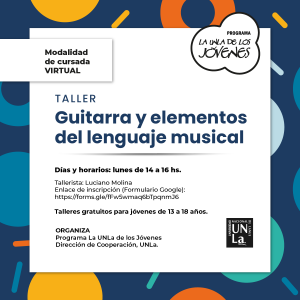 PROGRAMA
LA UNLA DE LOS
JÓVENES
Modalidad
de cursada
VIRTUAL
TALLER
Guitarra y elementos
del lenguaje musical
Días y horarios: lunes de 14 a 16 hs.
Tallerista: Luciano Molina
Enlace de inscripción (Formulario Google):
https://forms.gle/fFw5wmaq6bTpqnmJ6
Talleres gratuitos para jóvenes de 13 a 18 años.
ORGANIZA
Programa La UNLa de los Jóvenes
Dirección de Cooperación, UNLa.
UNLa.